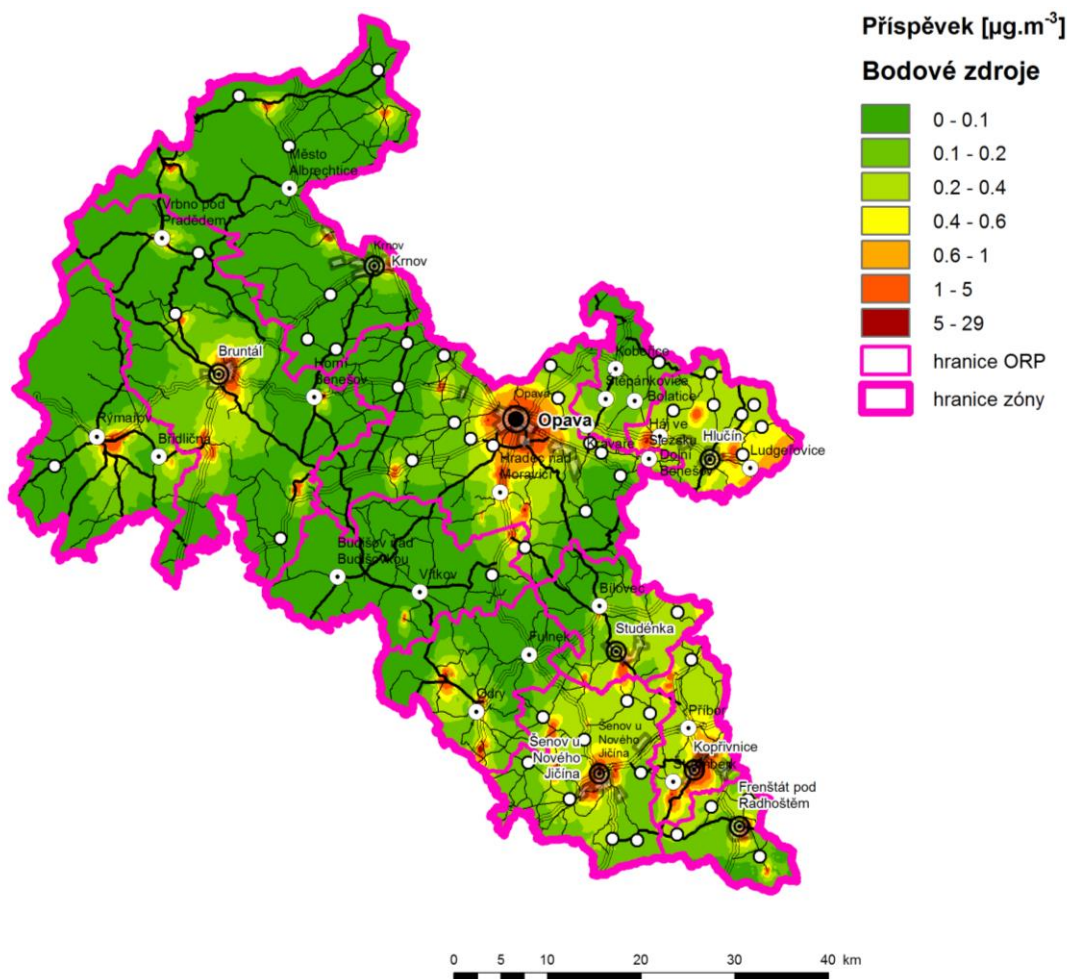 Příspěvek [µg.m⁻³]
Bodové zdroje
0 - 0.1
0.1 - 0.2
0.2 - 0.4
0.4 - 0.6
0.6 - 1
1 - 5
5 - 29
hranice ORP
hranice zóny
Město
Albrechtice
Vrbno pod
Pradědem
Krnov
Krnov
Bruntál
Horní
Benešov
Rýmařov
Břidličná
Kobeřice
Štěpánkovice
Bolatice
Opava
Opava
Háj ve
Slezsku
Dolní
Benešov
Hlučín
Ludgeřovice
Kravaře
Hradec nad
Moravicí
Budišov nad
Budišovkou
Vítkov
Bílovec
Studénka
Fulnek
Odry
Příbor
Šenov u
Nového
Jičína
Šenov u
Nového
Jičína
Kopřivnice
Frenštát pod
Radhoštěm
0 5 10 20 30 40 km